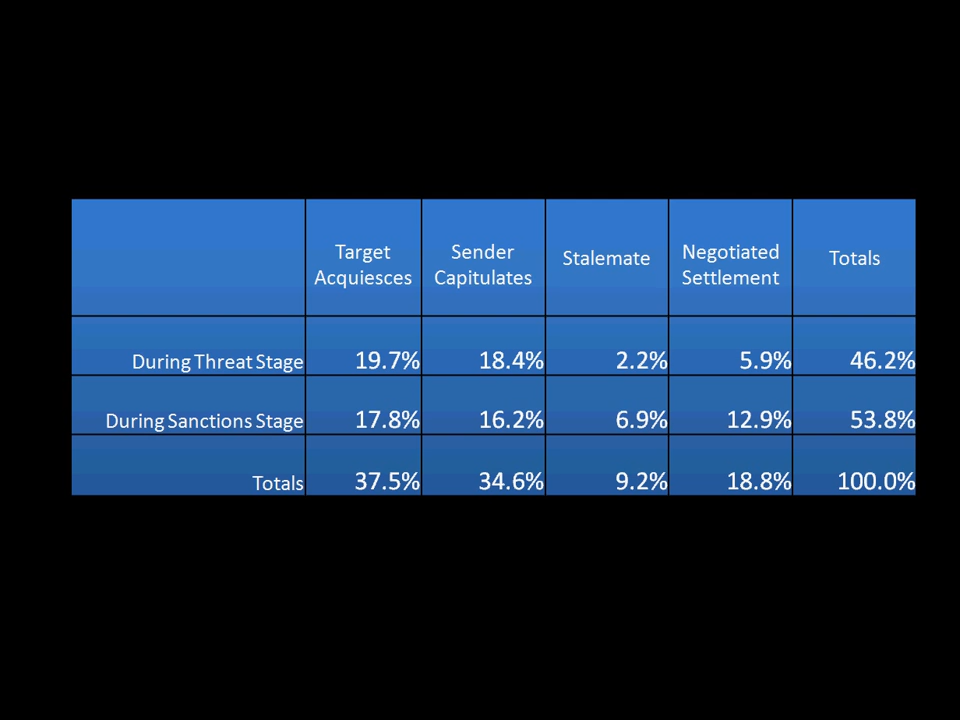 Target Acquiesces
Sender Capitulates
Stalemate
Negotiated Settlement
Totals
During Threat Stage 19.7% 18.4% 2.2% 5.9% 46.2%
During Sanctions Stage 17.8% 16.2% 6.9% 12.9% 53.8%
Totals 37.5% 34.6% 9.2% 18.8% 100.0%